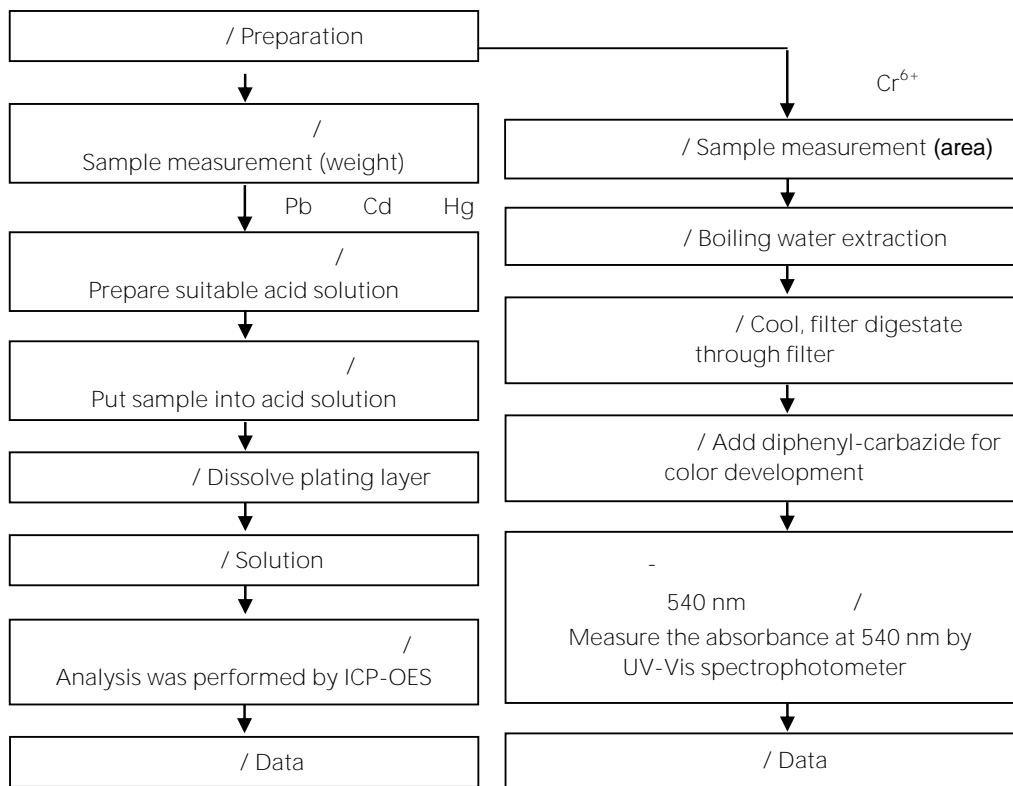 / Preparation
/
Sample measurement (weight)
Pb Cd Hg
/
Prepare suitable acid solution
/
Put sample into acid solution
/ Dissolve plating layer
/ Solution
/
Analysis was performed by ICP-OES
/ Data
Cr6+
/ Sample measurement (area)
/ Boiling water extraction
/ Cool, filter digestate
through filter
/ Add diphenyl-carbazide for
color development
-
540 nm /
Measure the absorbance at 540 nm by
UV-Vis spectrophotometer
/ Data